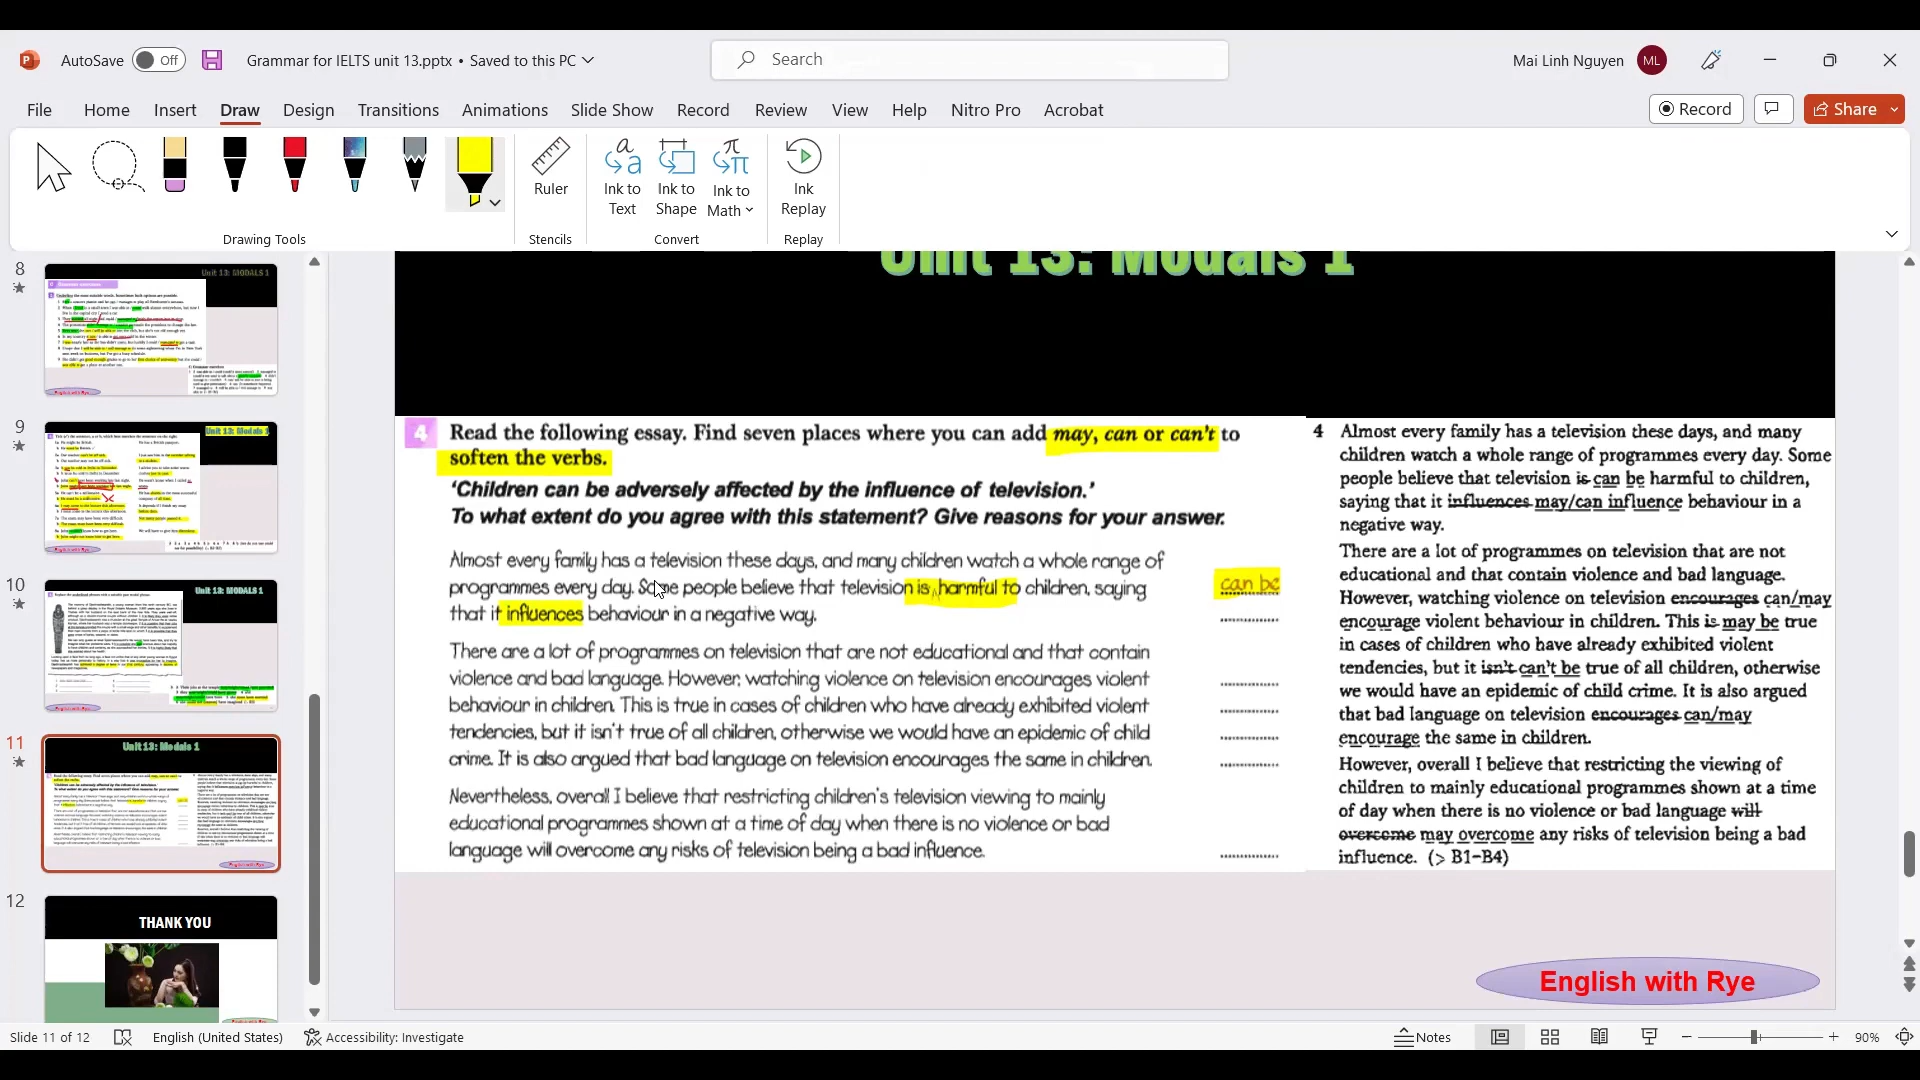 AutoSave Off Grammar for IELTS unit 13.pptx • Saved to this PC Search Mai Linh Nguyen ML
File Home Insert Draw Design Transitions Animations Slide Show Record Review View Help Nitro Pro Acrobat Record Share
Ruler
Ink to Text
Ink to Shape
Ink to Math
Ink Replay
Drawing Tools Stencils Convert Replay
8
Unit 13: MODALS 1
9
Unit 13: Modals 1
10
Unit 13: MODALS 1
11
Unit 13: Modals 1
12
THANK YOU
Unit 13: Modals 1
4 Read the following essay. Find seven places where you can add may, can or can't to
soften the verbs.
'Children can be adversely affected by the influence of television.'
To what extent do you agree with this statement? Give reasons for your answer.
Almost every family has a television these days, and many children watch a whole range of
programmes every day. Some people believe that television is harmful to children, saying
can be
that it influences behaviour in a negative way.
There are a lot of programmes on television that are not educational and that contain
violence and bad language. However, watching violence on television encourages violent
behaviour in children. This is true in cases of children who have already exhibited violent
tendencies, but it isn't true of all children, otherwise we would have an epidemic of child
crime. It is also argued that bad language on television encourages the same in children.
Nevertheless, overall I believe that restricting children's television viewing to mainly
educational programmes shown at a time of day when there is no violence or bad
language will overcome any risks of television being a bad influence.
4 Almost every family has a television these days, and many
children watch a whole range of programmes every day. Some
people believe that television is can be harmful to children,
saying that it influences may/can influence behaviour in a
negative way.
There are a lot of programmes on television that are not
educational and that contain violence and bad language.
However, watching violence on television encourages can/may
encourage violent behaviour in children. This is may be true
in cases of children who have already exhibited violent
tendencies, but it isn't can't be true of all children, otherwise
we would have an epidemic of child crime. It is also argued
that bad language on television encourages can/may
encourage the same in children.
However, overall I believe that restricting the viewing of
children to mainly educational programmes shown at a time
of day when there is no violence or bad language will
overcome may overcome any risks of television being a bad
influence. (> B1-B4)
English with Rye
Slide 11 of 12 English (United States) Accessibility: Investigate Notes 90%